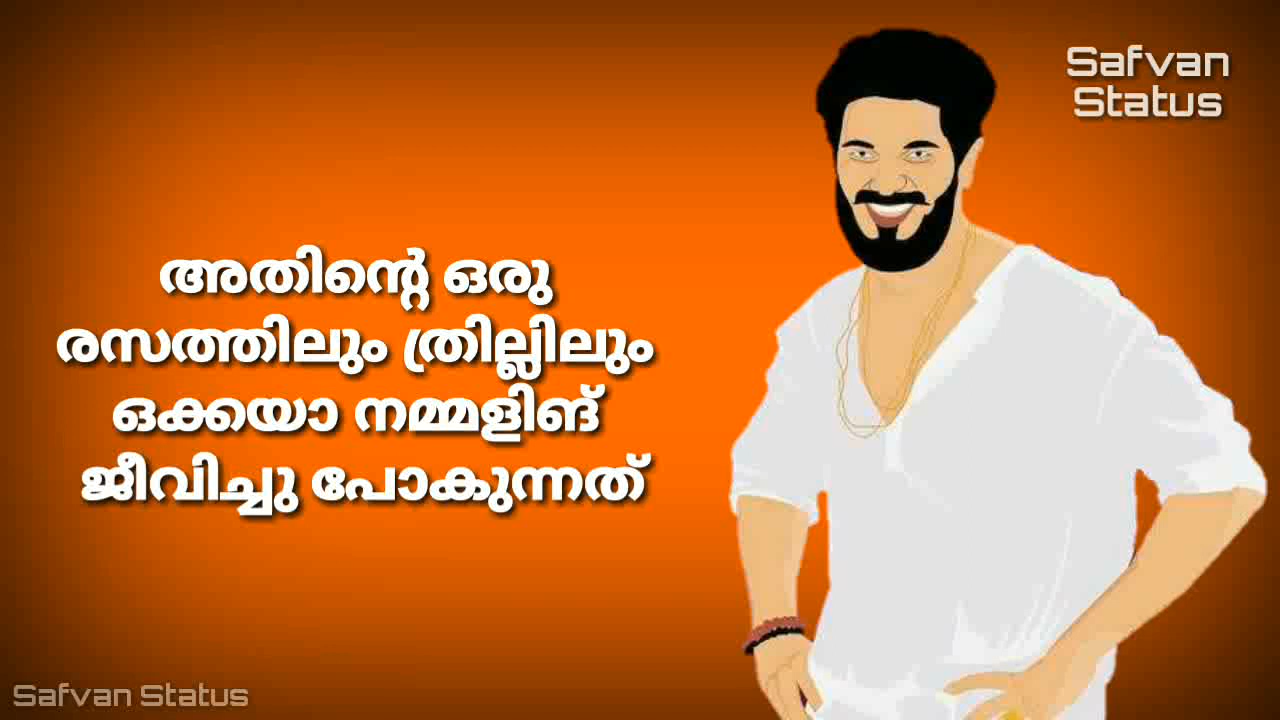 Safvan
Status
അതിന്റെ ഒരു
രസത്തിലും ത്രില്ലിലും
ഒക്കയാ നമ്മളിങ്
ജീവിച്ചു പോകുന്നത്
Safvan Status